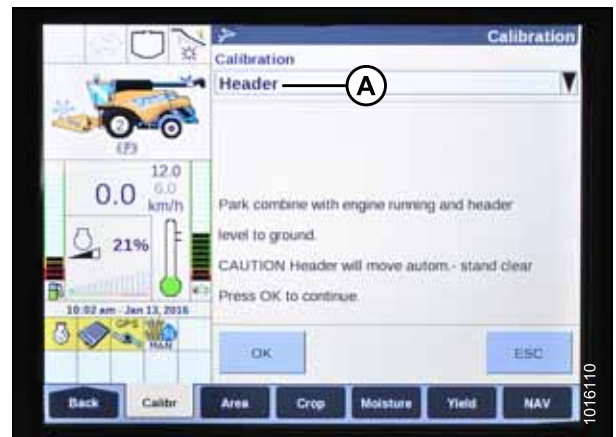 Calibration
Calibration
Header
A
(P)
12.0
6.0
0.0 km/h
21%
10:02 am Jan 13, 2016
GPS
MAN
Park combine with engine running and header
level to ground.
CAUTION Header will move autom.- stand clear
Press OK to continue
OK
ESC
Back
Calibr
Area
Crop
Moisture
Yield
NAV
1016110